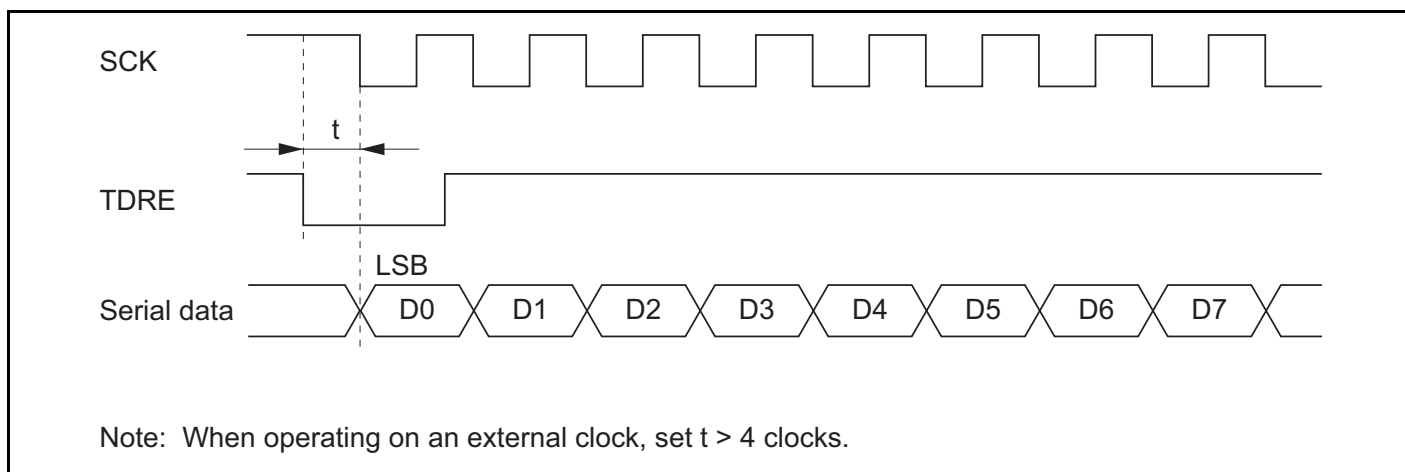 SCK
t
TDRE
LSB
Serial data D0 D1 D2 D3 D4 D5 D6 D7
Note: When operating on an external clock, set t > 4 clocks.